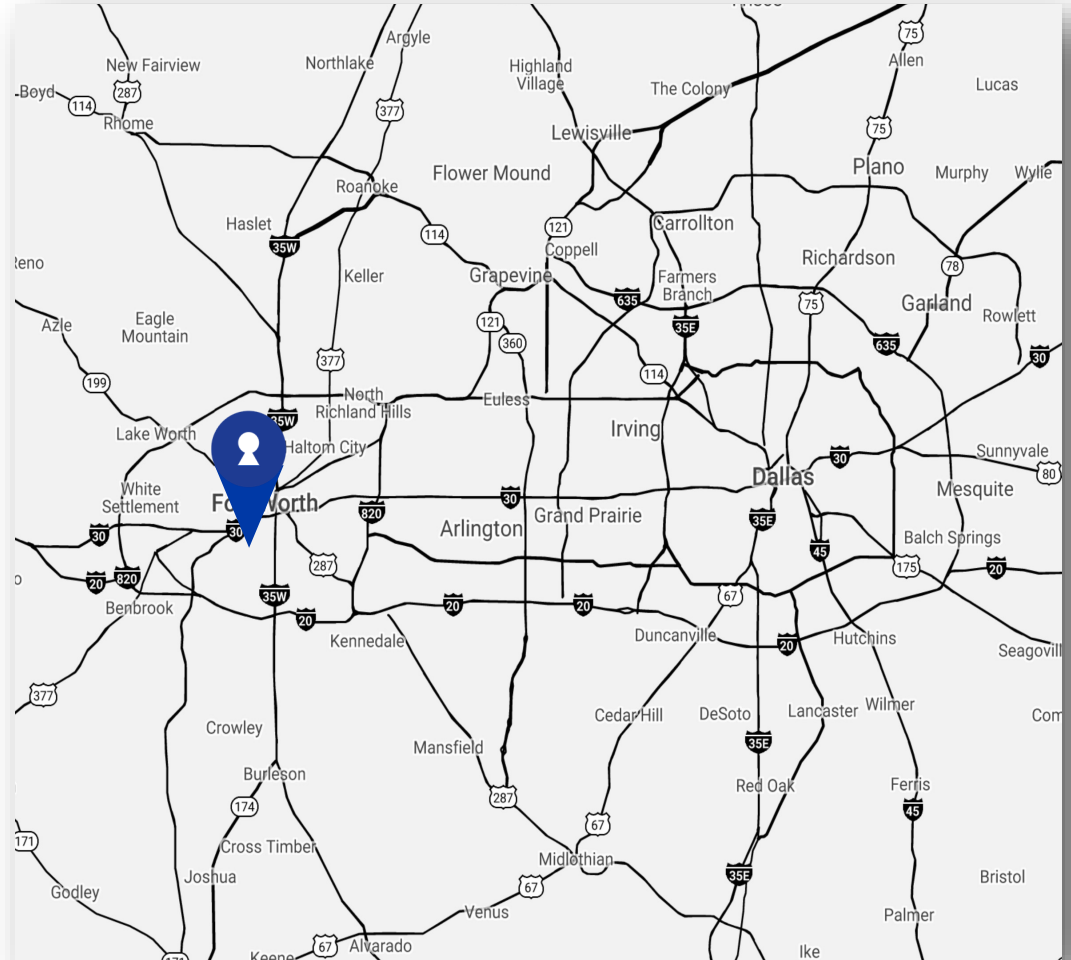 Argyle
New Fairview
Northlake
Highland
Village
75
Allen
The Colony
Lucas
Boyd
114
287
377
Rhome
Lewisville
75
Plano
Flower Mound
Murphy
Wylie
Roanoke
Haslet
114
121
Carrollton
35W
Coppell
Richardson
78
Keller
Grapevine
Farmers
Branch
635
75
Garland
Rowlett
Azle
Eagle
Mountain
121
360
35E
635
30
377
114
199
North
Richland Hills
Euless
35W
Irving
Lake Worth
Haltom City
30
Sunnyvale
80
Dallas
White
Settlement
30
820
Arlington
Grand Prairie
Mesquite
30
30
35E
45
Balch Springs
287
175
20
20
820
35W
67
Benbrook
20
20
20
Kennedale
Duncanville
20
Hutchins
377
Crowley
Cedar Hill
DeSoto
Lancaster
Wilmer
Mansfield
35E
Burleson
Red Oak
Ferris
174
287
45
67
171
Cross Timber
Midlothian
35E
Joshua
67
Bristol
Godley
Venus
Palmer
67
Alvarado
Ike